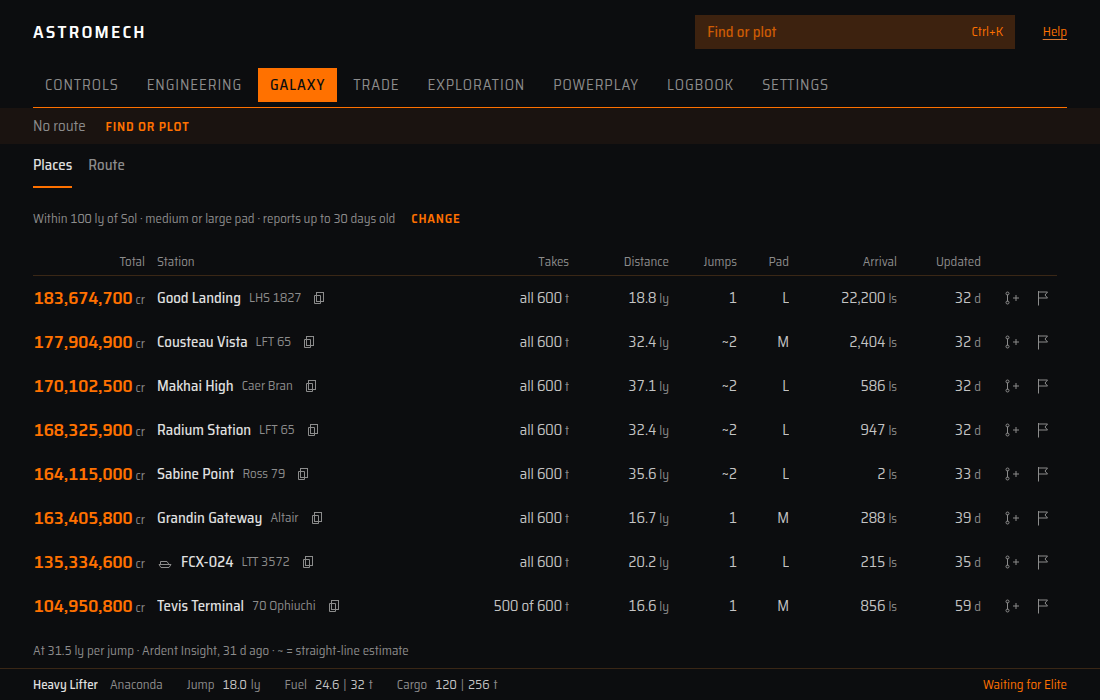 ASTROMECH Find or plot Ctrl+K Help
CONTROLS ENGINEERING GALAXY TRADE EXPLORATION POWERPLAY LOGBOOK SETTINGS
No route FIND OR PLOT
Places Route
Within 100 ly of Sol · medium or large pad · reports up to 30 days old CHANGE
Total Station Takes Distance Jumps Pad Arrival Updated
183,674,700 cr Good Landing LHS 1827 all 600 t 18.8 ly 1 L 22,200 ls 32 d
177,904,900 cr Cousteau Vista LFT 65 all 600 t 32.4 ly ~2 M 2,404 ls 32 d
170,102,500 cr Makhai High Caer Bran all 600 t 37.1 ly ~2 L 586 ls 32 d
168,325,900 cr Radium Station LFT 65 all 600 t 32.4 ly ~2 L 947 ls 32 d
164,115,000 cr Sabine Point Ross 79 all 600 t 35.6 ly ~2 L 2 ls 33 d
163,405,800 cr Grandin Gateway Altair all 600 t 16.7 ly 1 M 288 ls 39 d
135,334,600 cr FCX-024 LTT 3572 all 600 t 20.2 ly 1 L 215 ls 35 d
104,950,800 cr Tevis Terminal 70 Ophiuchi 500 of 600 t 16.6 ly 1 M 856 ls 59 d
At 31.5 ly per jump · Ardent Insight, 31 d ago · ~ = straight-line estimate
Heavy Lifter Anaconda Jump 18.0 ly Fuel 24.6 | 32 t Cargo 120 | 256 t Waiting for Elite